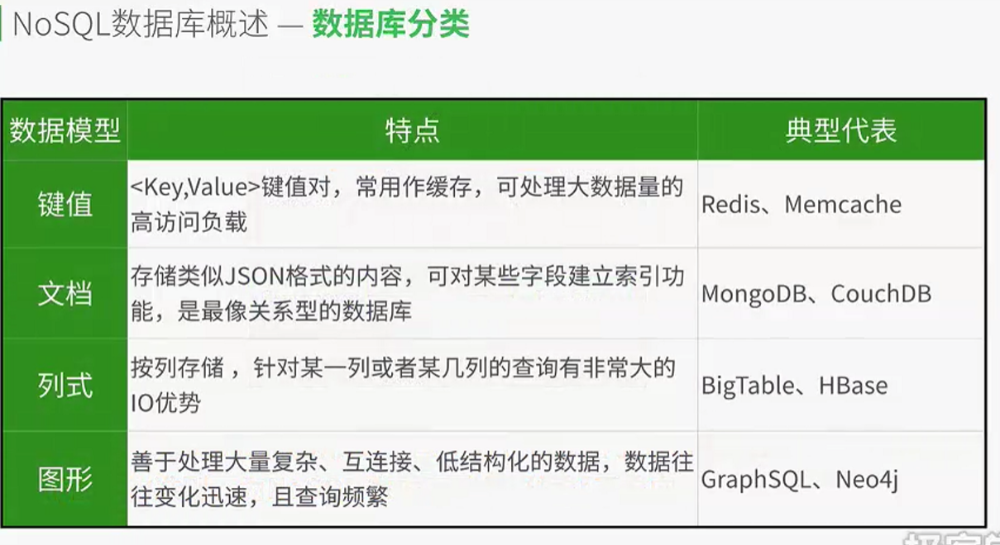 NoSQL数据库概述 — 数据库分类
数据模型 特点 典型代表
键值
<Key,Value>键值对，常用作缓存，可处理大数据量的
高访问负载
Redis、Memcache
文档
存储类似JSON格式的内容，可对某些字段建立索引功
能，是最像关系型的数据库
MongoDB、CouchDB
列式
按列存储，针对某一列或者某几列的查询有非常大的
IO优势
BigTable、HBase
图形
善于处理大量复杂、互连接、低结构化的数据，数据往
往变化迅速，且查询频繁
GraphSQL、Neo4j